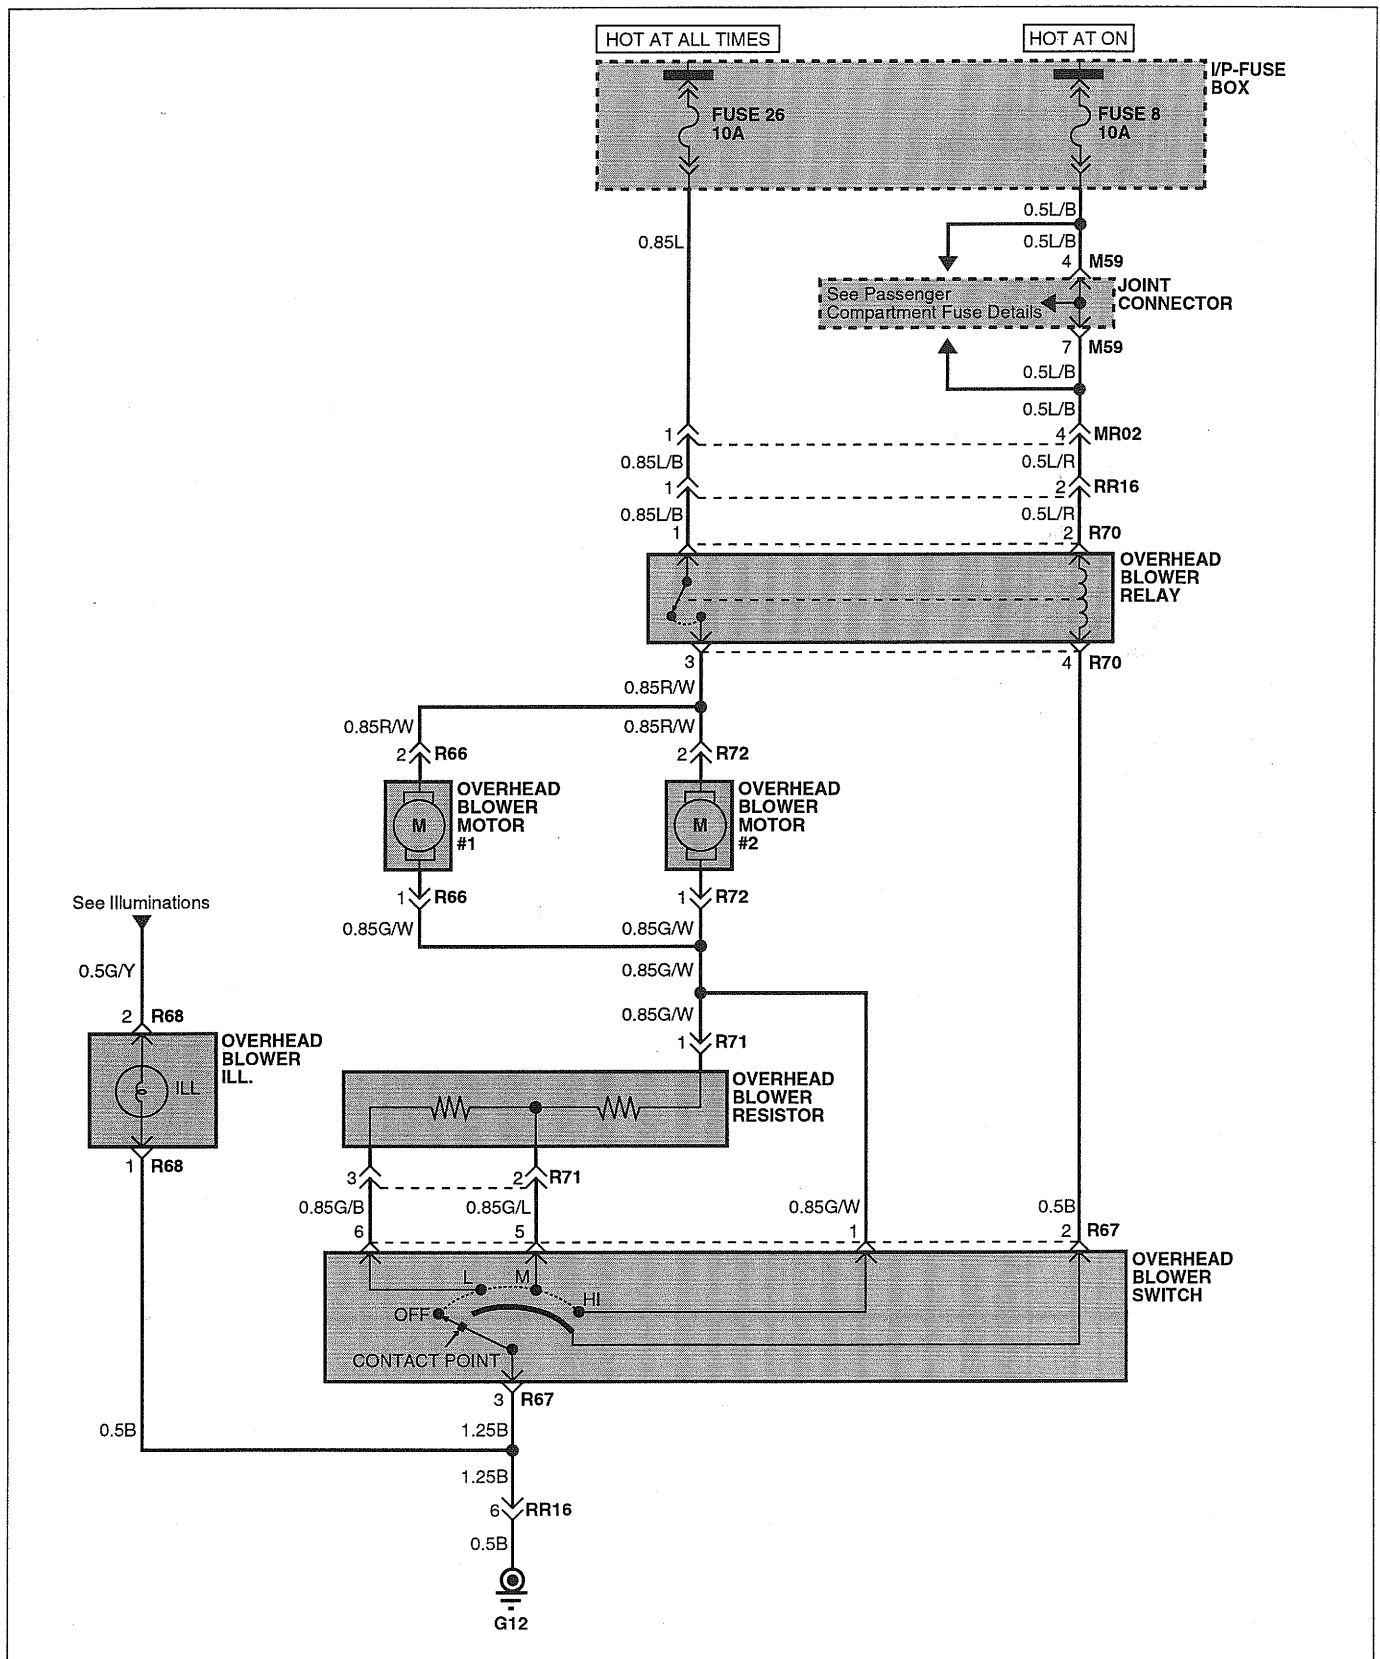 HOT AT ALL TIMES
HOT AT ON
I/P-FUSE
BOX
FUSE 26
10A
FUSE 8
10A
0.5L/B
0.85L
0.5L/B
4 M59
See Passenger
Compartment Fuse Details
JOINT
CONNECTOR
7 M59
0.5L/B
0.5L/B
1
4 MR02
0.85L/B
0.5L/R
1
2 RR16
0.85L/B
0.5L/R
1
2 R70
OVERHEAD
BLOWER
RELAY
3
4 R70
0.85R/W
0.85R/W
0.85R/W
2 R66
2 R72
M
OVERHEAD
BLOWER
MOTOR
#1
M
OVERHEAD
BLOWER
MOTOR
#2
1 R66
1 R72
See Illuminations
0.85G/W
0.85G/W
0.5G/Y
0.85G/W
2 R68
0.85G/W
1 R71
OVERHEAD
BLOWER
ILL.
ILL
OVERHEAD
BLOWER
RESISTOR
1 R68
3
2 R71
0.85G/B
0.85G/L
0.85G/W
0.5B
6
5
1
2 R67
OVERHEAD
BLOWER
SWITCH
L
M
HI
OFF
CONTACT POINT
3 R67
0.5B
1.25B
1.25B
6 RR16
0.5B
G12